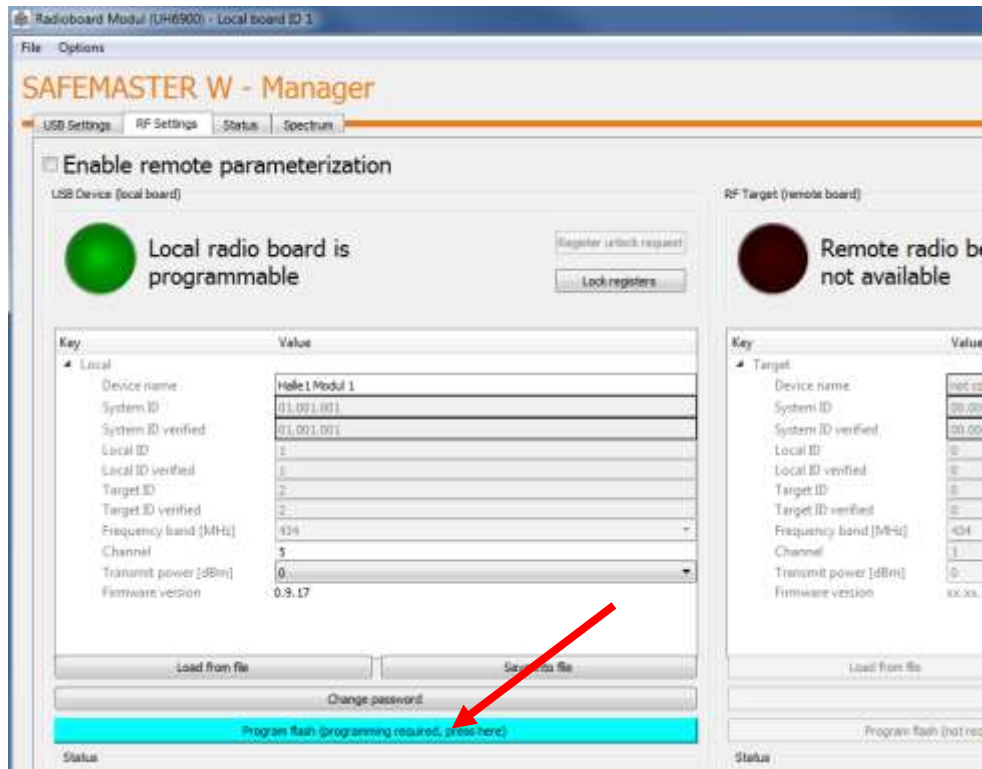 Radioboard Modul (UH6900) - Local board ID 1
File Options
SAFEMASTER W - Manager
USB Settings RF Settings Status Spectrum
Enable remote parameterization
USB Device (local board)
Local radio board is
programmable
Register unlock request
Lock registers
Key Value
Local
Device name Halle 1 Modul 1
System ID 01.001.001
System ID verified 01.001.001
Local ID 1
Local ID verified 1
Target ID 2
Target ID verified 2
Frequency band [MHz] 434
Channel 5
Transmit power [dBm] 0
Firmware version 0.9.17
Load from file to file
Change password
Program flash (programming required, press here)
Status
RF Target (remote board)
Remote radio
not available
Key Value
Target
Device name
System ID
System ID verified
Local ID 0
Local ID verified 0
Target ID 0
Target ID verified 0
Frequency band [MHz] 434
Channel 1
Transmit power [dBm] 0
Firmware version xx.xx.
Load from file
Program flash (not
Status